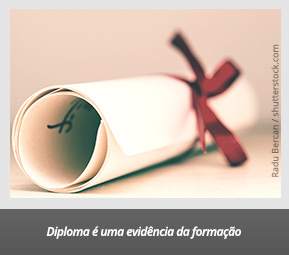 Radu Bercan / shutterstock.com
Diploma é uma evidência da formação